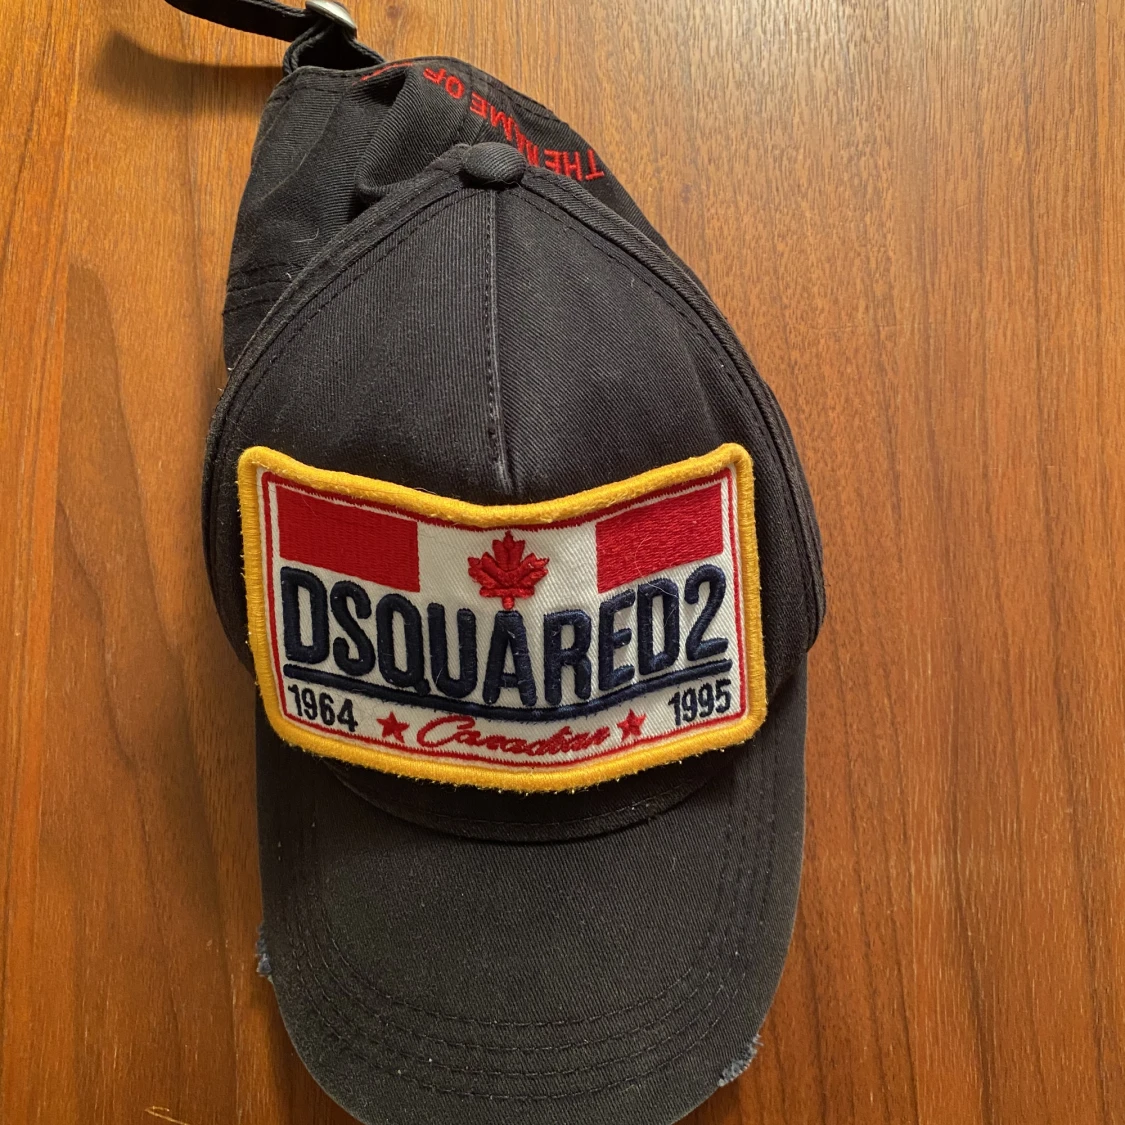 THE NAME OF
DSQUARED2
1964 Canadian 1995